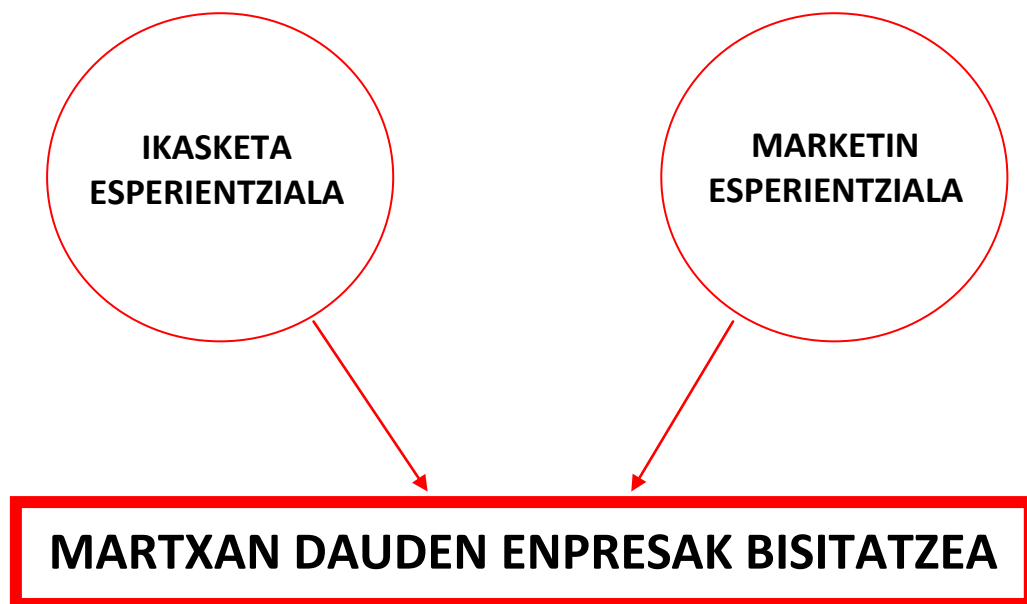 IKASKETA
ESPERIENTZIALA
MARKETIN
ESPERIENTZIALA
MARTXAN DAUDEN ENPRESAK BISITATZEA